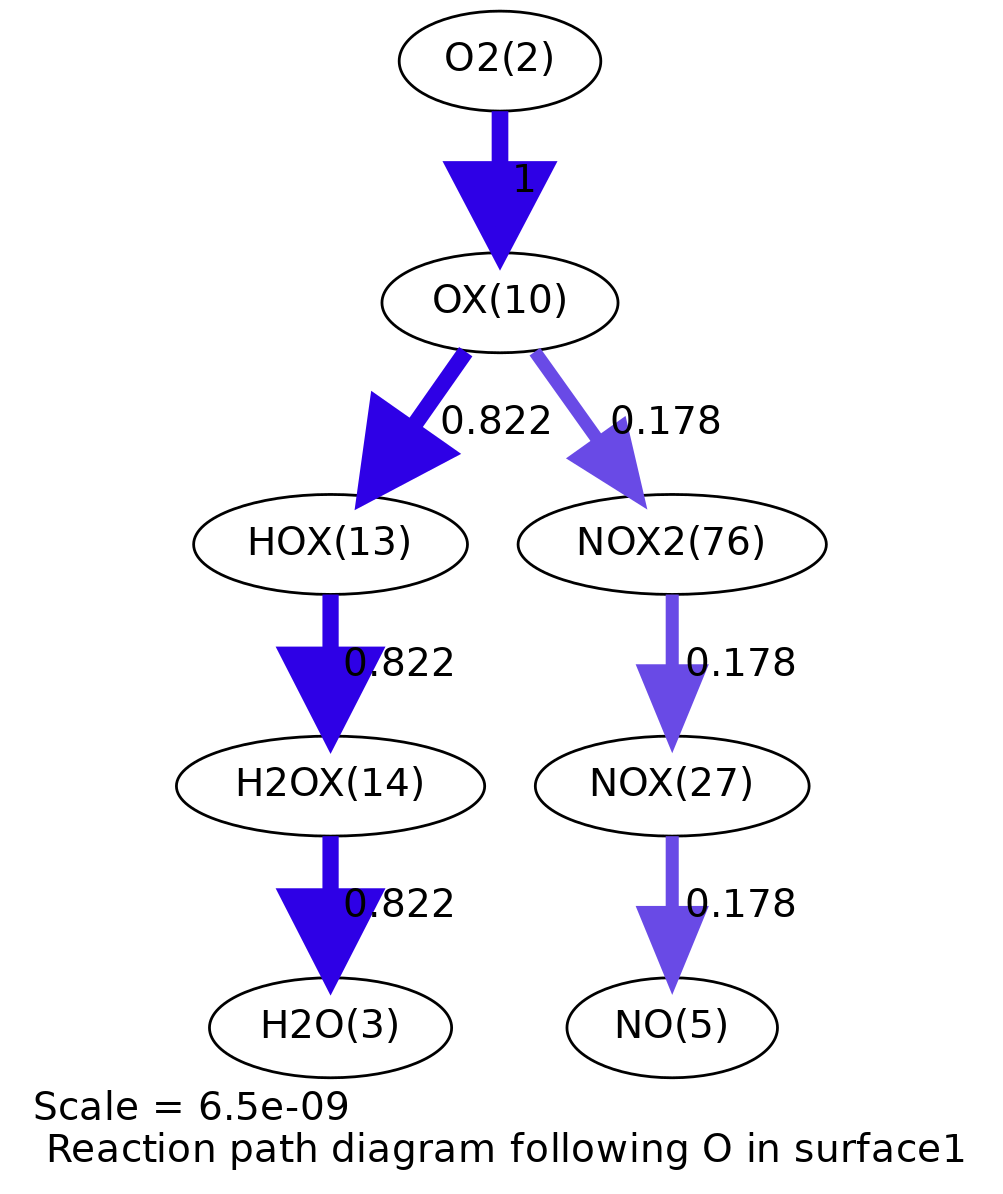 O2(2)
1
OX(10)
0.822
0.178
HOX(13)
NOX2(76)
0.822
0.178
H2OX(14)
NOX(27)
0.822
0.178
H2O(3)
NO(5)
Scale = 6.5e-09
Reaction path diagram following O in surface1